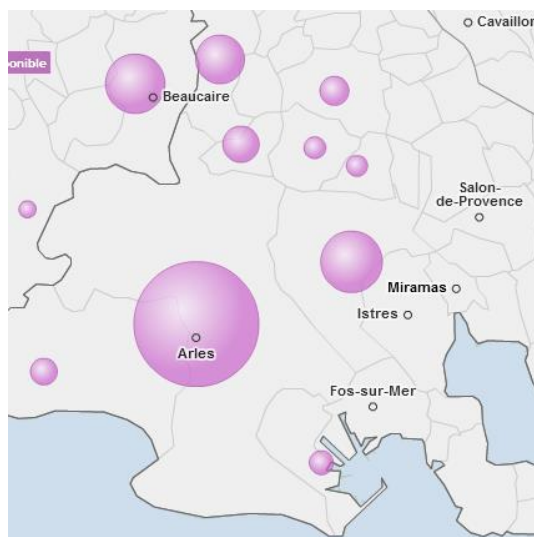 Cavaillon
onible
Beaucaire
Salon-
de-Provence
Miramas
Istres
Arles
Fos-sur-Mer